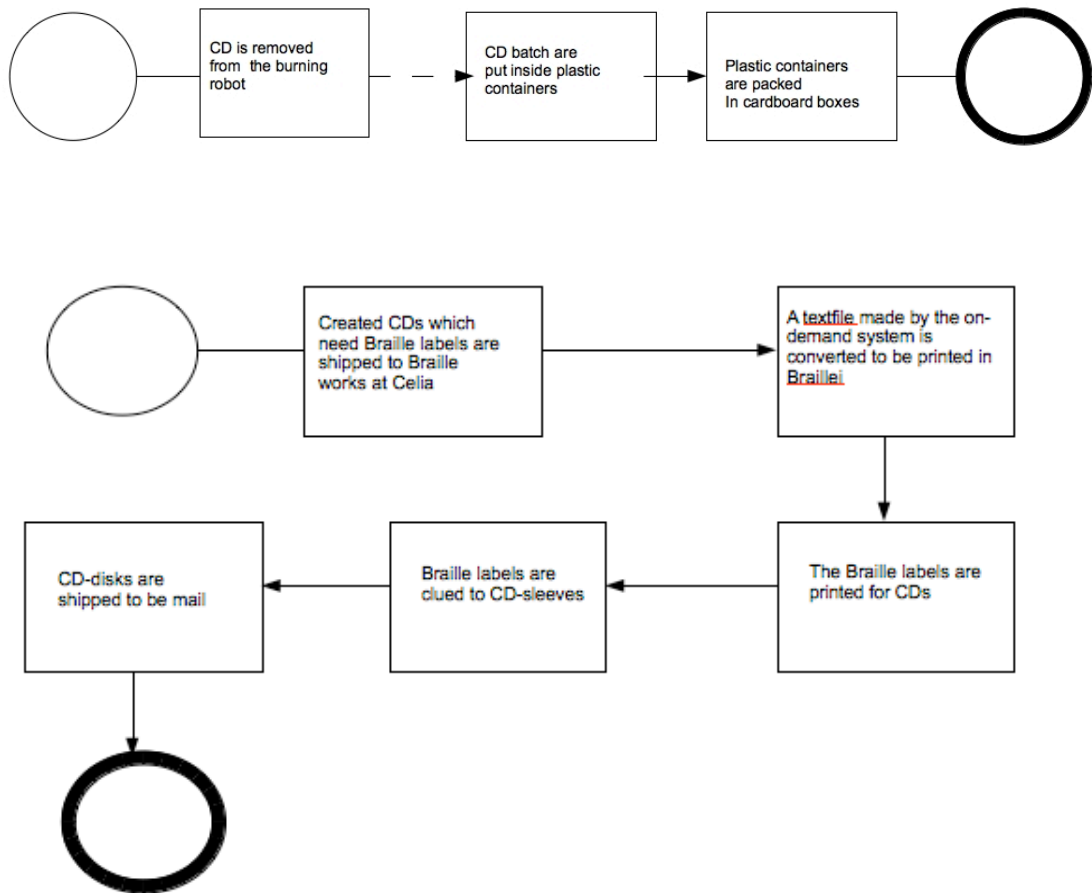 CD is removed
from the burning
robot
CD batch are
put inside plastic
containers
Plastic containers
are packed
In cardboard boxes
Created CDs which
need Braille labels are
shipped to Braille
works at Celia
A textfile made by the on-
demand system is
converted to be printed in
Braillei
CD-disks are
shipped to be mail
Braille labels are
clued to CD-sleeves
The Braille labels are
printed for CDs